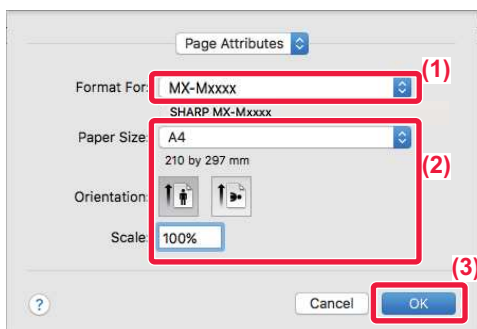 Page Attributes
(1)
Format For: MX-Mxxxx
SHARP MX-Mxxxx
Paper Size: A4
210 by 297 mm
(2)
Orientation:
Scale: 100%
(3)
? Cancel OK